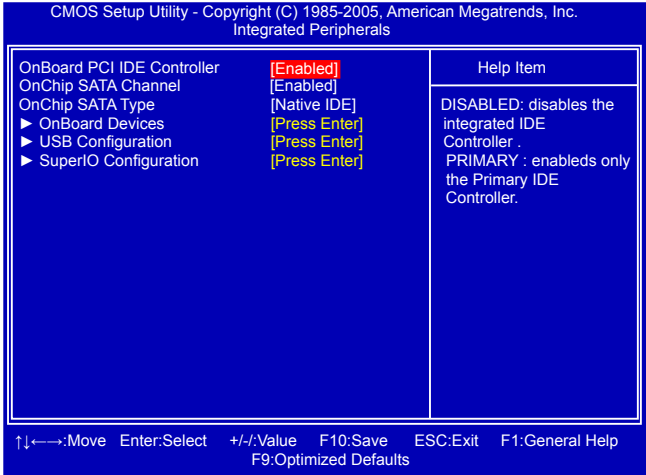 CMOS Setup Utility - Copyright (C) 1985-2005, American Megatrends, Inc.
Integrated Peripherals
OnBoard PCI IDE Controller [Enabled]
OnChip SATA Channel [Enabled]
OnChip SATA Type [Native IDE]
► OnBoard Devices [Press Enter]
► USB Configuration [Press Enter]
► SuperIO Configuration [Press Enter]
Help Item
DISABLED: disables the
integrated IDE
Controller .
PRIMARY : enableds only
the Primary IDE
Controller.
↑↓←→:Move Enter:Select +/-/:Value F10:Save ESC:Exit F1:General Help
F9:Optimized Defaults